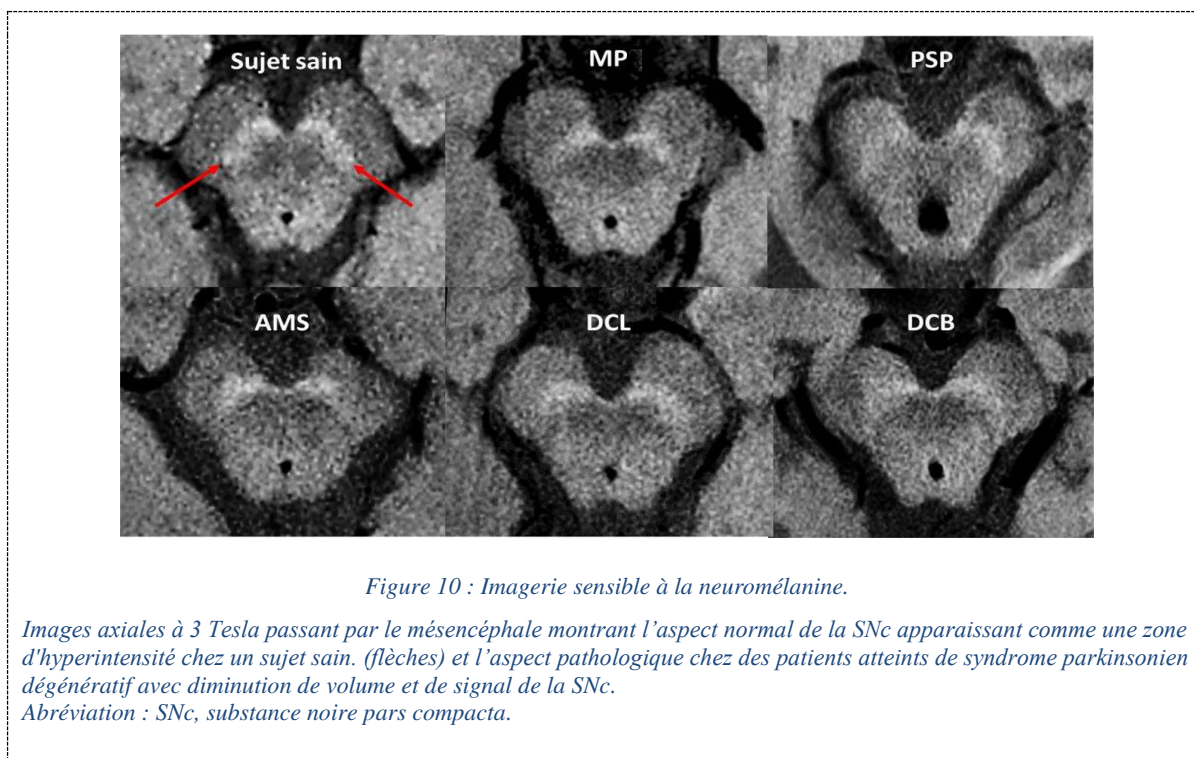 Sujet sain
MP
PSP
AMS
DCL
DCB
Figure 10 : Imagerie sensible à la neuromélanine.
Images axiales à 3 Tesla passant par le mésencéphale montrant l’aspect normal de la SNc apparaissant comme une zone
d'hyperintensité chez un sujet sain. (flèches) et l’aspect pathologique chez des patients atteints de syndrome parkinsonien
dégénératif avec diminution de volume et de signal de la SNc.
Abréviation : SNc, substance noire pars compacta.